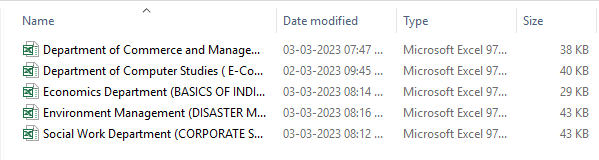 Name Date modified Type Size
Department of Commerce and Manage... 03-03-2023 07:47 ... Microsoft Excel 97... 38 KB
Department of Computer Studies ( E-Co... 02-03-2023 09:45 ... Microsoft Excel 97... 40 KB
Economics Department (BASICS OF INDI... 03-03-2023 08:14 ... Microsoft Excel 97... 29 KB
Environment Management (DISASTER M... 03-03-2023 08:16 ... Microsoft Excel 97... 43 KB
Social Work Department (CORPORATE S... 03-03-2023 08:12 ... Microsoft Excel 97... 43 KB